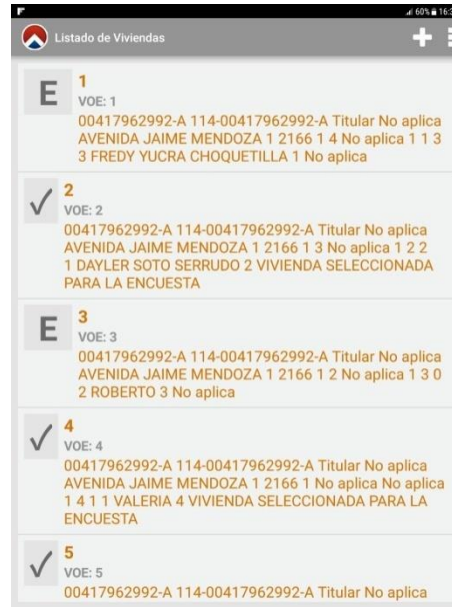 60% 16:3
Listado de Viviendas
E
1
VOE: 1
00417962992-A 114-00417962992-A Titular No aplica
AVENIDA JAIME MENDOZA 1 2166 1 4 No aplica 1 1 3
3 FREDY YUCRA CHOQUETILLA 1 No aplica
2
VOE: 2
00417962992-A 114-00417962992-A Titular No aplica
AVENIDA JAIME MENDOZA 1 2166 1 3 No aplica 1 2 2
1 DAYLER SOTO SERRUDO 2 VIVIENDA SELECCIONADA
PARA LA ENCUESTA
E
3
VOE: 3
00417962992-A 114-00417962992-A Titular No aplica
AVENIDA JAIME MENDOZA 1 2166 1 2 No aplica 1 3 0
2 ROBERTO 3 No aplica
4
VOE: 4
00417962992-A 114-00417962992-A Titular No aplica
AVENIDA JAIME MENDOZA 1 2166 1 No aplica No aplica
1 4 1 1 VALERIA 4 VIVIENDA SELECCIONADA PARA LA
ENCUESTA
5
VOE: 5
00417962992-A 114-00417962992-A Titular No aplica